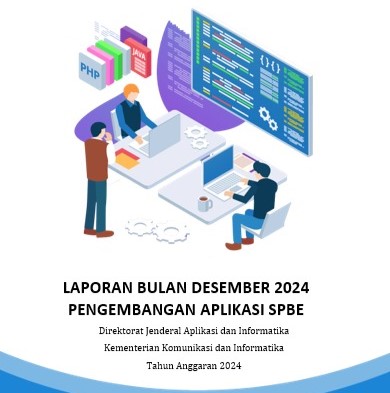 PHP
JAVA
LAPORAN BULAN DESEMBER 2024
PENGEMBANGAN APLIKASI SPBE
Direktorat Jenderal Aplikasi dan Informatika
Kementerian Komunikasi dan Informatika
Tahun Anggaran 2024